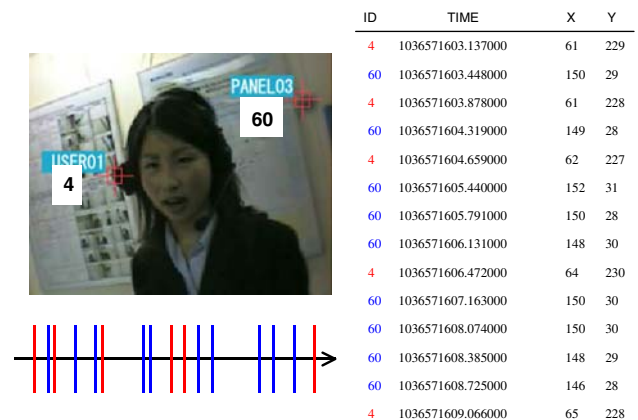 PANEL03
60
USER01
4
ID TIME X Y
4 1036571603.137000 61 229
60 1036571603.448000 150 29
4 1036571603.878000 61 228
60 1036571604.319000 149 28
4 1036571604.659000 62 227
60 1036571605.440000 152 31
60 1036571605.791000 150 28
60 1036571606.131000 148 30
4 1036571606.472000 64 230
60 1036571607.163000 150 30
60 1036571608.074000 150 30
60 1036571608.385000 148 29
60 1036571608.725000 146 28
4 1036571609.066000 65 228